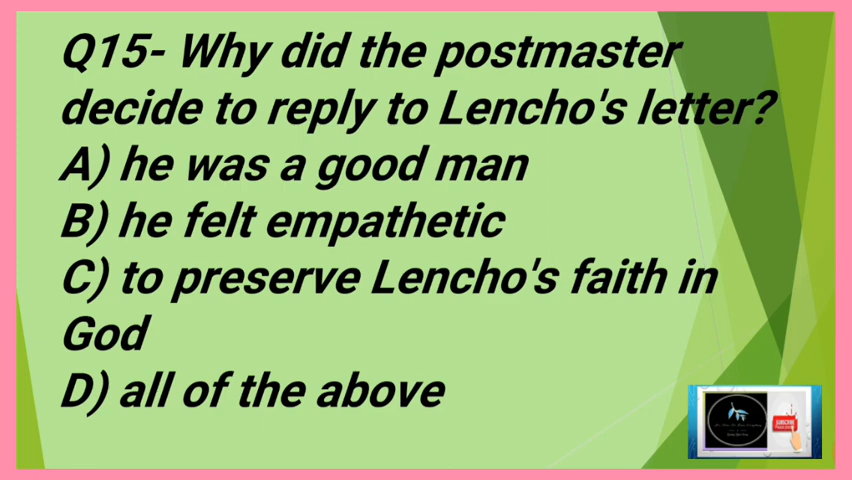 Q15- Why did the postmaster
decide to reply to Lencho's letter?
A) he was a good man
B) he felt empathetic
C) to preserve Lencho's faith in
God
D) all of the above
SUBSCRIBE